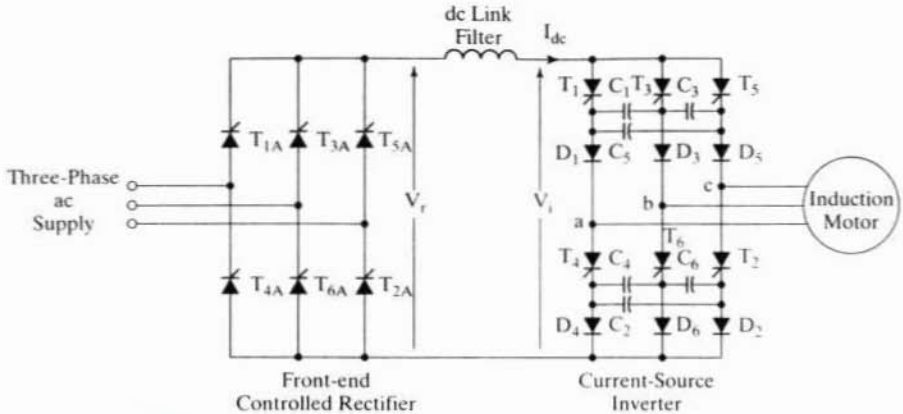 dc Link
Filter
I_dc
T_1 C_1 T_3 C_3 T_5
T_1A T_3A T_5A
D_1 C_5 D_3 D_5
Three-Phase
ac
Supply
V_r
V_i
c
b
a
Induction
Motor
T_6
T_4 C_4 C_6 T_2
T_4A T_6A T_2A
D_4 C_2 D_6 D_2
Front-end
Controlled Rectifier
Current-Source
Inverter